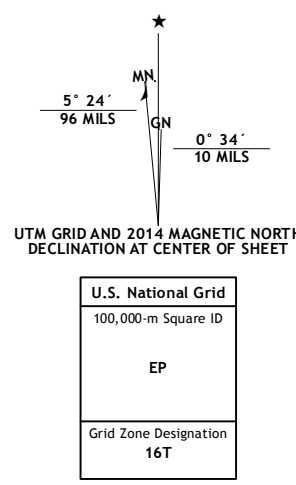 ★
MN.
5° 24´
96 MILS
GN
0° 34´
10 MILS
UTM GRID AND 2014 MAGNETIC NORTH
DECLINATION AT CENTER OF SHEET
U.S. National Grid
100,000-m Square ID
EP
Grid Zone Designation
16T